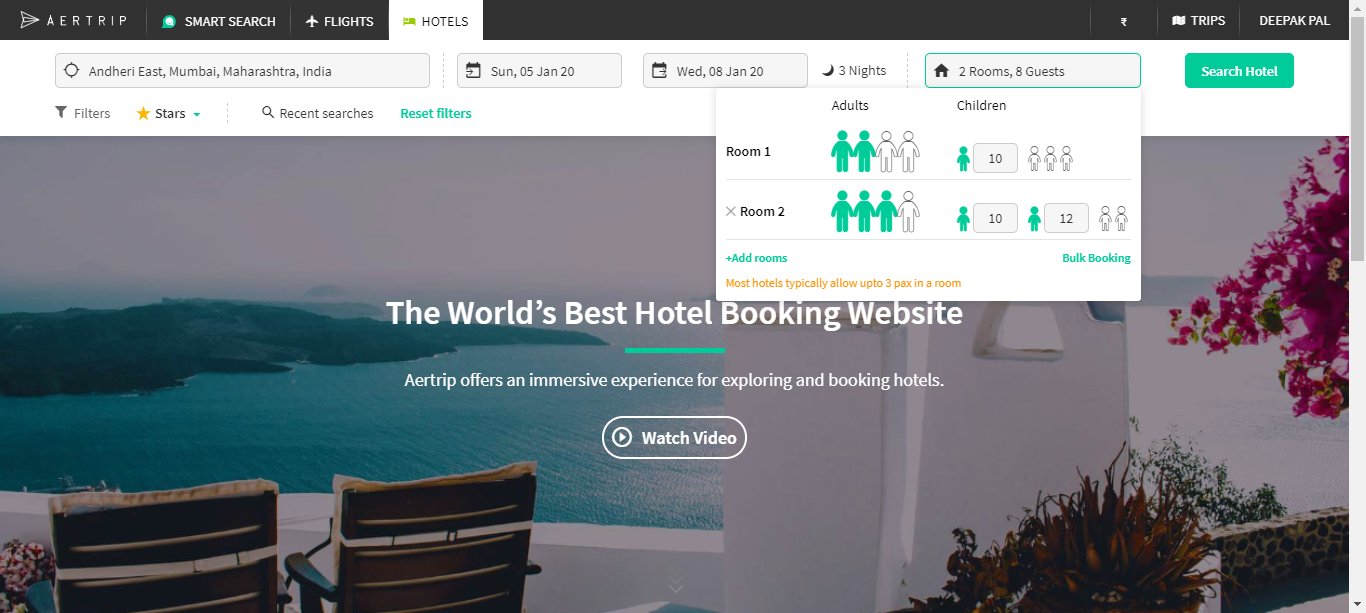 AERTRIP SMART SEARCH FLIGHTS HOTELS ₹ TRIPS DEEPAK PAL
Andheri East, Mumbai, Maharashtra, India Sun, 05 Jan 20 Wed, 08 Jan 20 3 Nights 2 Rooms, 8 Guests Search Hotel
Filters Stars Recent searches Reset filters
Adults Children
Room 1 10
Room 2 10 12
+Add rooms Bulk Booking
Most hotels typically allow upto 3 pax in a room
The World’s Best Hotel Booking Website
Aertrip offers an immersive experience for exploring and booking hotels.
Watch Video